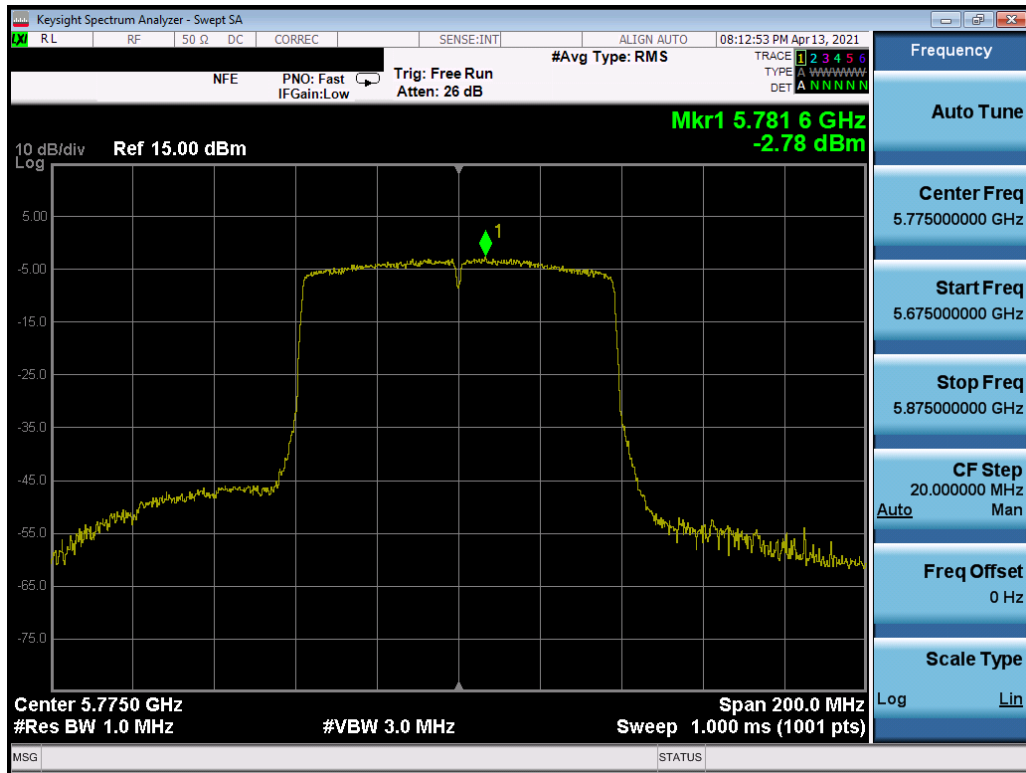 Keysight Spectrum Analyzer - Swept SA
LXI RL RF 50 Ω DC CORREC SENSE:INT ALIGN AUTO 08:12:53 PM Apr 13, 2021
NFE PNO: Fast Trig: Free Run #Avg Type: RMS TRACE 1 2 3 4 5 6
IFGain:Low Atten: 26 dB TYPE A WWWWW
DET A N N N N N
Mkr1 5.781 6 GHz
-2.78 dBm
10 dB/div Ref 15.00 dBm
Log
1
5.00
-5.00
-15.0
-25.0
-35.0
-45.0
-55.0
-65.0
-75.0
Center 5.7750 GHz Span 200.0 MHz
#Res BW 1.0 MHz #VBW 3.0 MHz Sweep 1.000 ms (1001 pts)
MSG STATUS
Frequency
Auto Tune
Center Freq
5.775000000 GHz
Start Freq
5.675000000 GHz
Stop Freq
5.875000000 GHz
CF Step
20.000000 MHz
Auto Man
Freq Offset
0 Hz
Scale Type
Log Lin